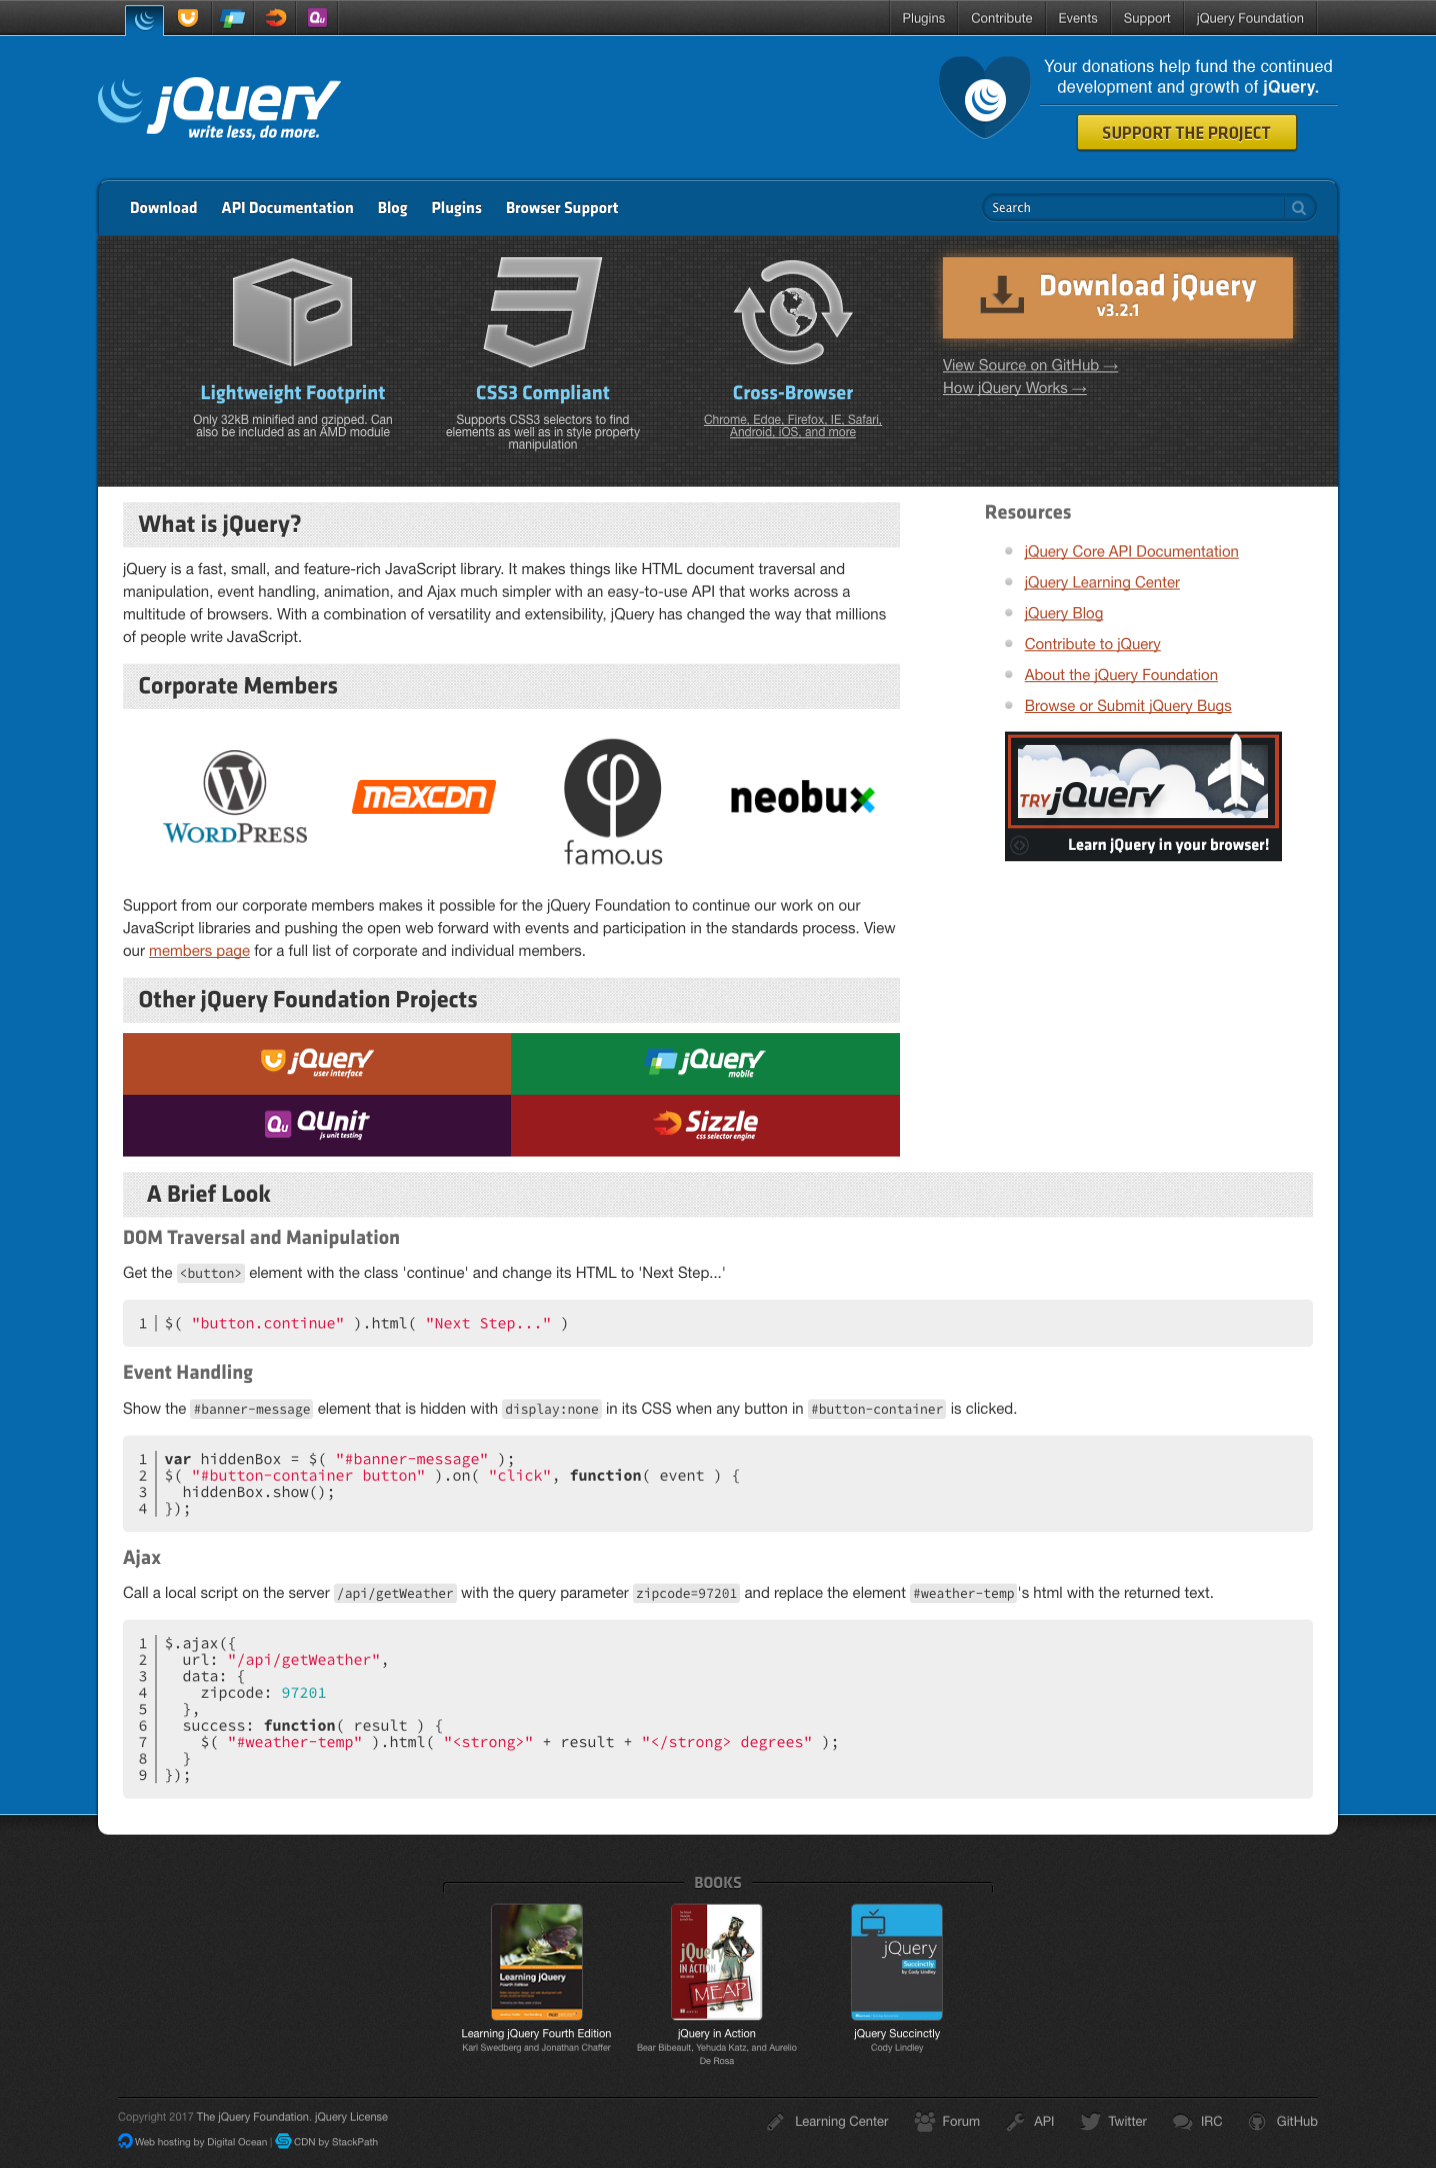 Qu
Plugins
Contribute
Events
Support
jQuery Foundation
jQuery
write less, do more.
Your donations help fund the continued
development and growth of jQuery.
SUPPORT THE PROJECT
Download
API Documentation
Blog
Plugins
Browser Support
Search
Lightweight Footprint
Only 32kB minified and gzipped. Can
also be included as an AMD module
CSS3 Compliant
Supports CSS3 selectors to find
elements as well as in style property
manipulation
Cross-Browser
Chrome, Edge, Firefox, IE, Safari,
Android, iOS, and more
Download jQuery
v3.2.1
View Source on GitHub →
How jQuery Works →
What is jQuery?
jQuery is a fast, small, and feature-rich JavaScript library. It makes things like HTML document traversal and
manipulation, event handling, animation, and Ajax much simpler with an easy-to-use API that works across a
multitude of browsers. With a combination of versatility and extensibility, jQuery has changed the way that millions
of people write JavaScript.
Corporate Members
WORDPRESS
maxcdn
famo.us
neobux
Support from our corporate members makes it possible for the jQuery Foundation to continue our work on our
JavaScript libraries and pushing the open web forward with events and participation in the standards process. View
our members page for a full list of corporate and individual members.
Other jQuery Foundation Projects
jQuery
user interface
jQuery
mobile
Qu QUnit
js unit testing
Sizzle
css selector engine
Resources
jQuery Core API Documentation
jQuery Learning Center
jQuery Blog
Contribute to jQuery
About the jQuery Foundation
Browse or Submit jQuery Bugs
TRY jQuery
Learn jQuery in your browser!
A Brief Look
DOM Traversal and Manipulation
Get the <button> element with the class 'continue' and change its HTML to 'Next Step...'
1 $( "button.continue" ).html( "Next Step..." )
Event Handling
Show the #banner-message element that is hidden with display:none in its CSS when any button in #button-container is clicked.
1 var hiddenBox = $( "#banner-message" );
2 $( "#button-container button" ).on( "click", function( event ) {
3   hiddenBox.show();
4 });
Ajax
Call a local script on the server /api/getWeather with the query parameter zipcode=97201 and replace the element #weather-temp's html with the returned text.
1 $.ajax({
2   url: "/api/getWeather",
3   data: {
4     zipcode: 97201
5   },
6   success: function( result ) {
7     $( "#weather-temp" ).html( "<strong>" + result + "</strong> degrees" );
8   }
9 });
BOOKS
Learning jQuery
Fourth Edition
Learning jQuery Fourth Edition
Karl Swedberg and Jonathan Chaffer
jQuery
IN ACTION
MEAP
jQuery in Action
Bear Bibeault, Yehuda Katz, and Aurelio
De Rosa
jQuery
Succinctly
by Cody Lindley
jQuery Succinctly
Cody Lindley
Copyright 2017 The jQuery Foundation. jQuery License
Web hosting by Digital Ocean | CDN by StackPath
Learning Center
Forum
API
Twitter
IRC
GitHub